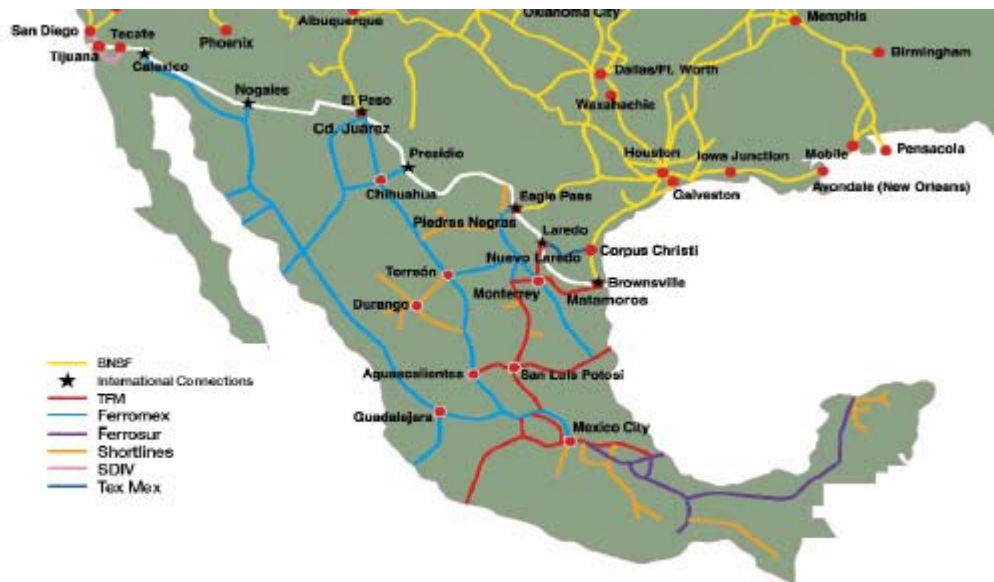 Albuquerque
Oklahoma City
Memphis
San Diego
Tecate
Phoenix
Birmingham
Tijuana
Calexico
Dallas/Ft. Worth
Nogales
El Paso
Waxahachie
Cd. Juárez
Presidio
Houston
Iowa Junction
Mobile
Pensacola
Chihuahua
Eagle Pass
Galveston
Avondale (New Orleans)
Piedras Negras
Laredo
Corpus Christi
Nuevo Laredo
Torreón
Monterrey
Brownsville
Matamoros
Durango
BNSF
International Connections
Aguascalientes
San Luis Potosí
TFM
Ferromex
Guadalajara
Ferrosur
Mexico City
Shortlines
SDIV
Tex Mex